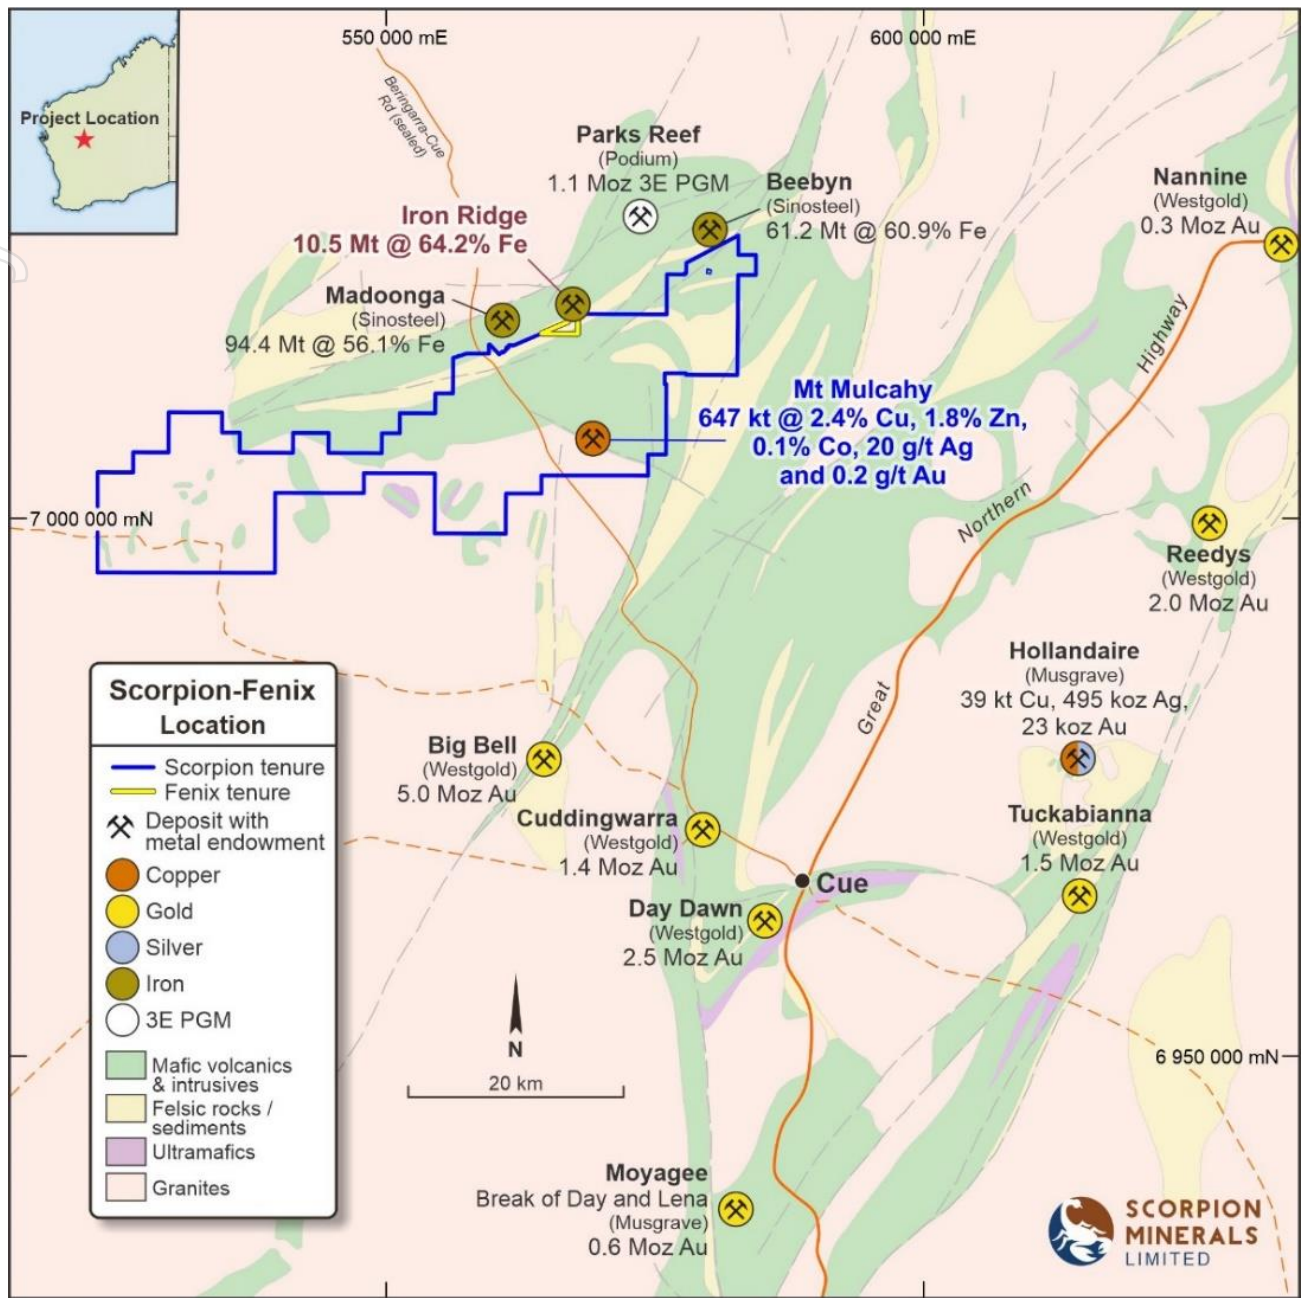 550 000 mE
600 000 mE
Project Location
Beringarra-Cue
Rd (sealed)
Parks Reef
(Podium)
1.1 Moz 3E PGM
Beebyn
(Sinosteel)
61.2 Mt @ 60.9% Fe
Nannine
(Westgold)
0.3 Moz Au
Iron Ridge
10.5 Mt @ 64.2% Fe
Madoonga
(Sinosteel)
94.4 Mt @ 56.1% Fe
Mt Mulcahy
647 kt @ 2.4% Cu, 1.8% Zn,
0.1% Co, 20 g/t Ag
and 0.2 g/t Au
Great Northern Highway
7 000 000 mN
Reedys
(Westgold)
2.0 Moz Au
Hollandaire
(Musgrave)
39 kt Cu, 495 koz Ag,
23 koz Au
Big Bell
(Westgold)
5.0 Moz Au
Cuddingwarra
(Westgold)
1.4 Moz Au
Tuckabianna
(Westgold)
1.5 Moz Au
Cue
Day Dawn
(Westgold)
2.5 Moz Au
Scorpion-Fenix
Location
Scorpion tenure
Fenix tenure
Deposit with
metal endowment
Copper
Gold
Silver
Iron
3E PGM
Mafic volcanics
& intrusives
Felsic rocks /
sediments
Ultramafics
Granites
N
20 km
6 950 000 mN
Moyagee
Break of Day and Lena
(Musgrave)
0.6 Moz Au
SCORPION
MINERALS
LIMITED